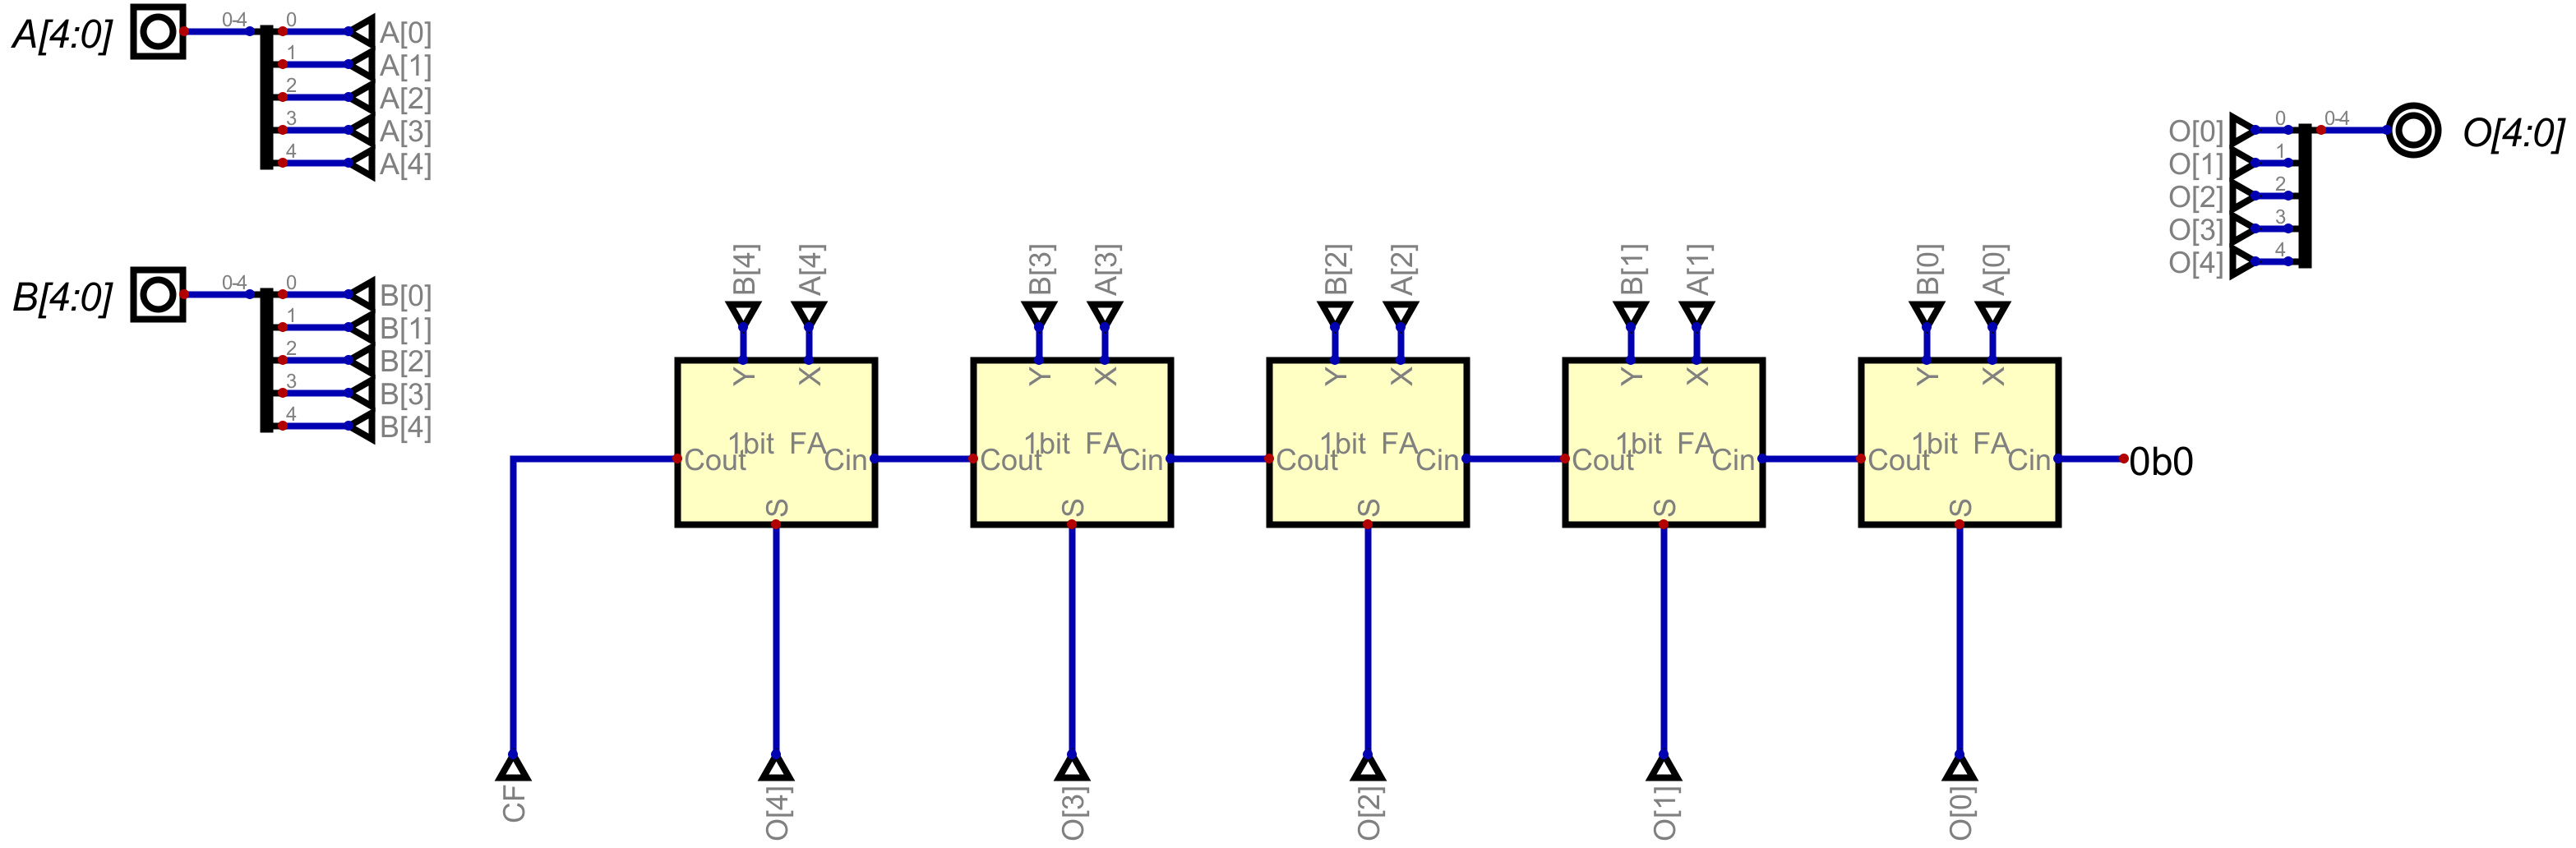 A[4:0]
0-4
0
A[0]
1
A[1]
2
A[2]
3
A[3]
4
A[4]
B[4:0]
0-4
0
B[0]
1
B[1]
2
B[2]
3
B[3]
4
B[4]
O[0]
0
0-4
O[4:0]
O[1]
1
O[2]
2
O[3]
3
O[4]
4
B[4]
A[4]
B[3]
A[3]
B[2]
A[2]
B[1]
A[1]
B[0]
A[0]
Y
X
Y
X
Y
X
Y
X
Y
X
1bit FA
Cout
Cin
1bit FA
Cout
Cin
1bit FA
Cout
Cin
1bit FA
Cout
Cin
1bit FA
Cout
Cin
0b0
S
S
S
S
S
CF
O[4]
O[3]
O[2]
O[1]
O[0]